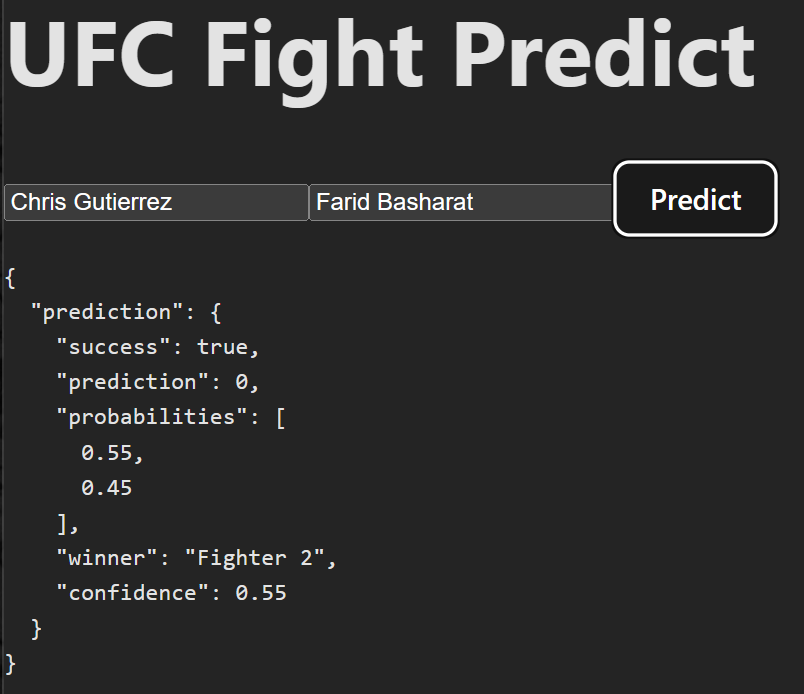 UFC Fight Predict
Chris Gutierrez Farid Basharat Predict
{
  "prediction": {
    "success": true,
    "prediction": 0,
    "probabilities": [
      0.55,
      0.45
    ],
    "winner": "Fighter 2",
    "confidence": 0.55
  }
}